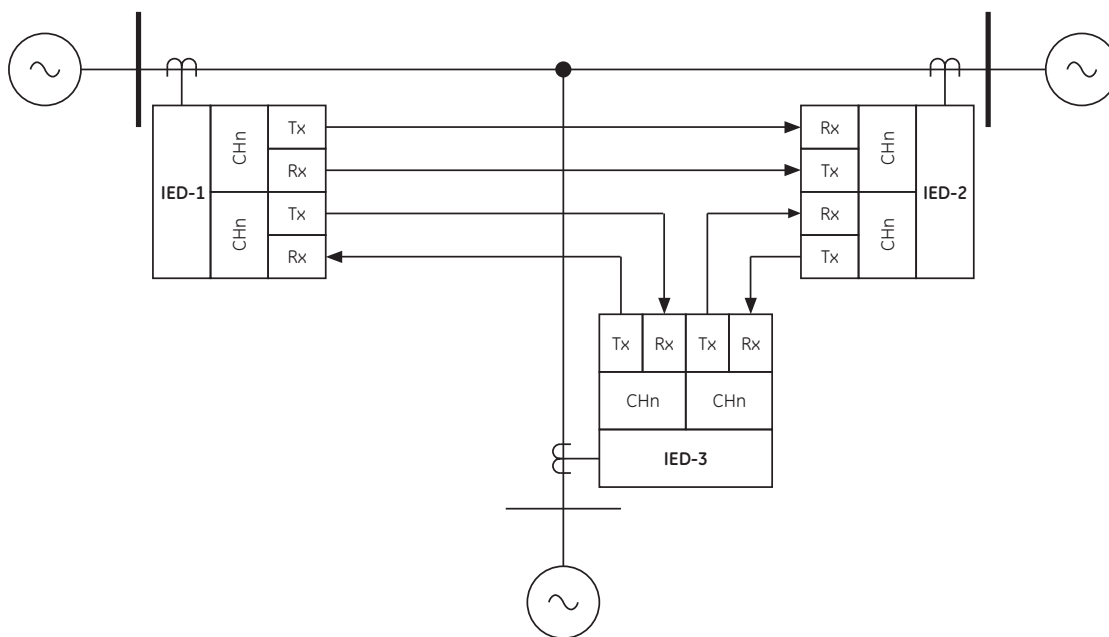 Tx
Rx
Tx
Rx
CHn
CHn
IED-1
Rx
Tx
Rx
Tx
CHn
CHn
IED-2
Tx Rx Tx Rx
CHn CHn
IED-3